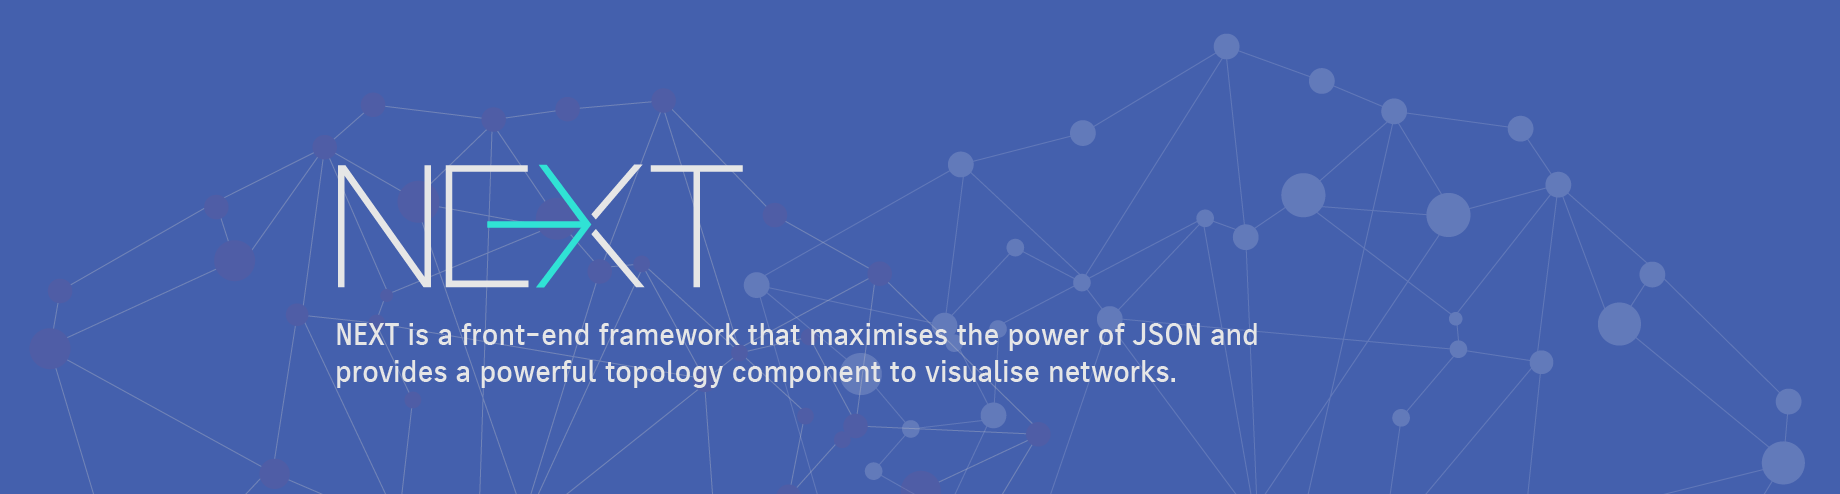 NEXT
NEXT is a front-end framework that maximises the power of JSON and
provides a powerful topology component to visualise networks.